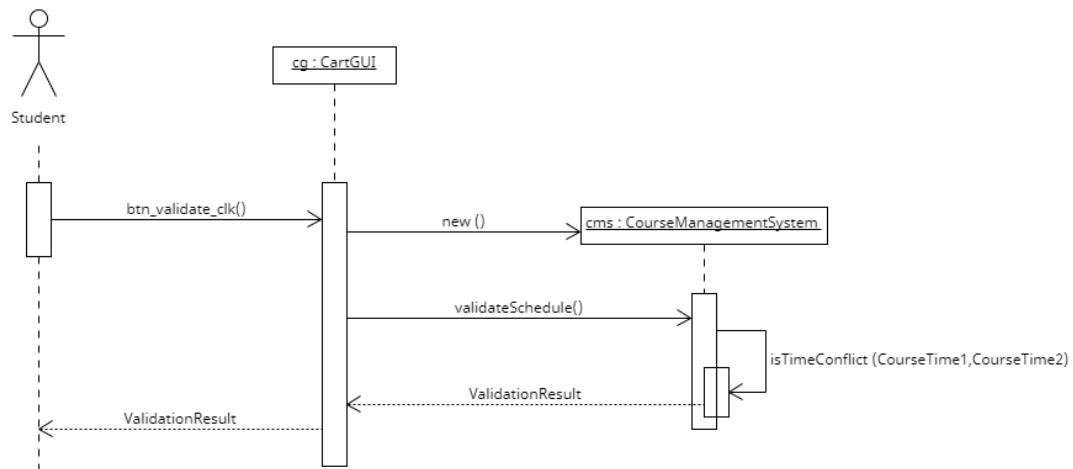 cg : CartGUI
Student
btn_validate_clk()
new ()
cms : CourseManagementSystem
validateSchedule()
isTimeConflict (CourseTime1,CourseTime2)
ValidationResult
ValidationResult